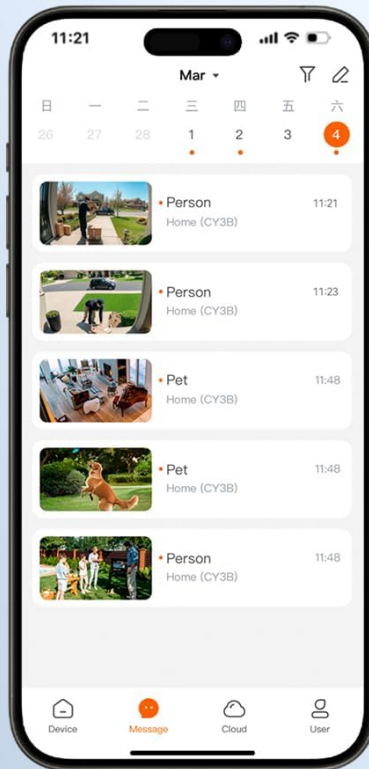 11:21
Mar
日 一 二 三 四 五 六
26 27 28 1 2 3 4
Person 11:21
Home (CY3B)
Person 11:23
Home (CY3B)
Pet 11:48
Home (CY3B)
Pet 11:48
Home (CY3B)
Person 11:48
Home (CY3B)
Device Message Cloud User